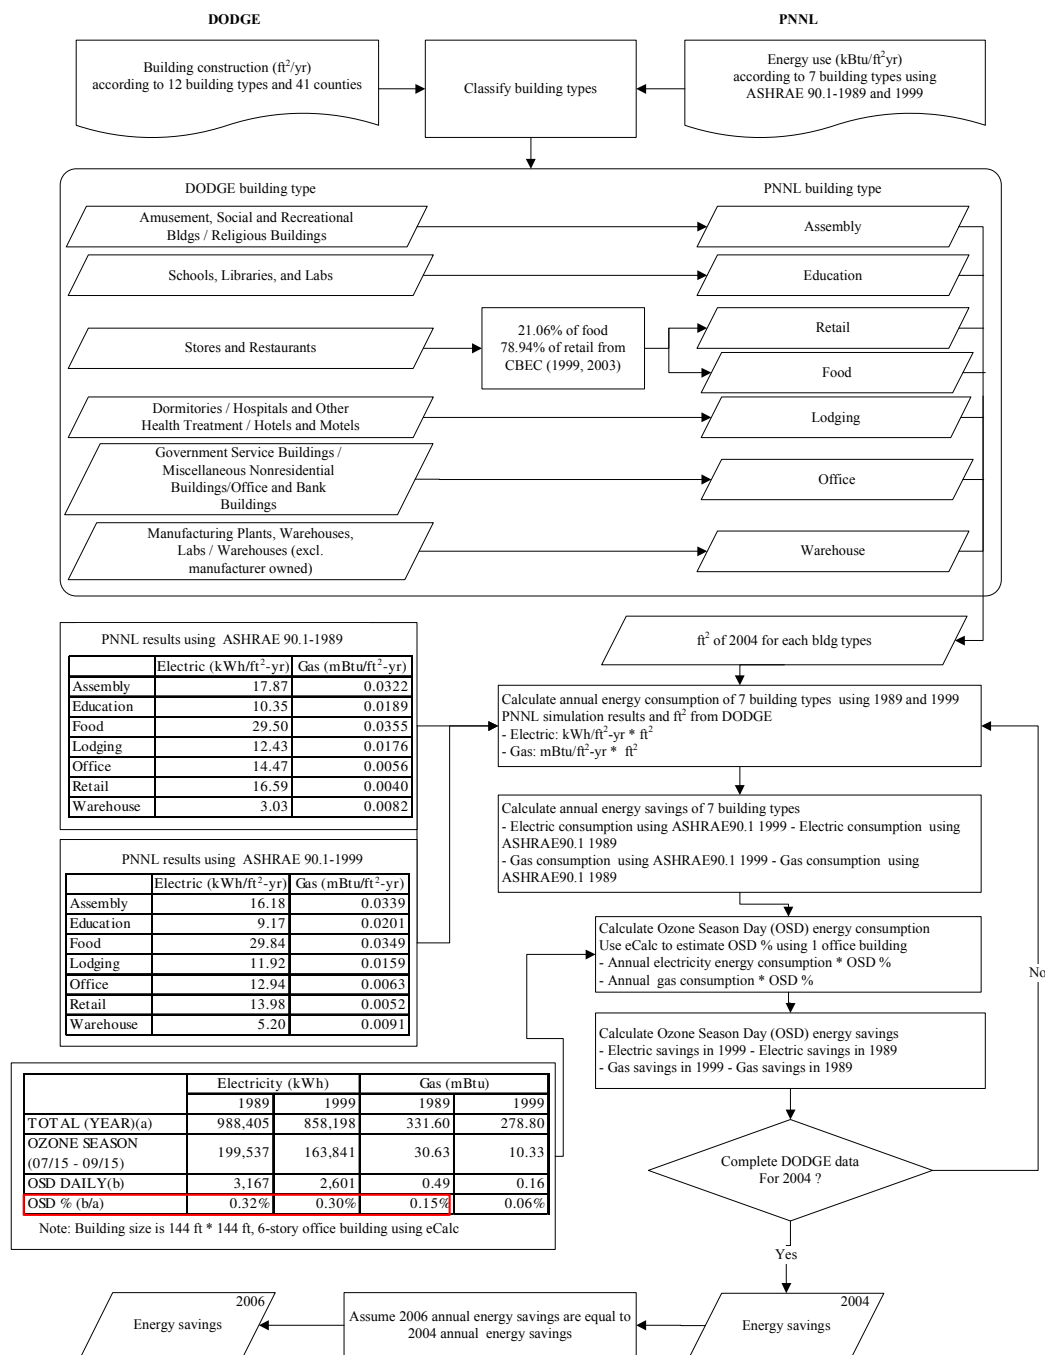 DODGE
PNNL
Building construction (ft²/yr)
according to 12 building types and 41 counties
Classify building types
Energy use (kBtu/ft²yr)
according to 7 building types using
ASHRAE 90.1-1989 and 1999
DODGE building type
PNNL building type
Amusement, Social and Recreational
Bldgs / Religious Buildings
Assembly
Schools, Libraries, and Labs
Education
Stores and Restaurants
21.06% of food
78.94% of retail from
CBEC (1999, 2003)
Retail
Food
Dormitories / Hospitals and Other
Health Treatment / Hotels and Motels
Lodging
Government Service Buildings /
Miscellaneous Nonresidential
Buildings/Office and Bank
Buildings
Office
Manufacturing Plants, Warehouses,
Labs / Warehouses (excl.
manufacturer owned)
Warehouse
ft² of 2004 for each bldg types
PNNL results using ASHRAE 90.1-1989
Electric (kWh/ft²-yr) Gas (mBtu/ft²-yr)
Assembly 17.87 0.0322
Education 10.35 0.0189
Food 29.50 0.0355
Lodging 12.43 0.0176
Office 14.47 0.0056
Retail 16.59 0.0040
Warehouse 3.03 0.0082
PNNL results using ASHRAE 90.1-1999
Electric (kWh/ft²-yr) Gas (mBtu/ft²-yr)
Assembly 16.18 0.0339
Education 9.17 0.0201
Food 29.84 0.0349
Lodging 11.92 0.0159
Office 12.94 0.0063
Retail 13.98 0.0052
Warehouse 5.20 0.0091
Calculate annual energy consumption of 7 building types using 1989 and 1999
PNNL simulation results and ft² from DODGE
- Electric: kWh/ft²-yr * ft²
- Gas: mBtu/ft²-yr * ft²
Calculate annual energy savings of 7 building types
- Electric consumption using ASHRAE90.1 1999 - Electric consumption using
ASHRAE90.1 1989
- Gas consumption using ASHRAE90.1 1999 - Gas consumption using
ASHRAE90.1 1989
Calculate Ozone Season Day (OSD) energy consumption
Use eCalc to estimate OSD % using 1 office building
- Annual electricity energy consumption * OSD %
- Annual gas consumption * OSD %
No
Calculate Ozone Season Day (OSD) energy savings
- Electric savings in 1999 - Electric savings in 1989
- Gas savings in 1999 - Gas savings in 1989
Electricity (kWh) Gas (mBtu)
1989 1999 1989 1999
TOTAL (YEAR)(a) 988,405 858,198 331.60 278.80
OZONE SEASON
(07/15 - 09/15) 199,537 163,841 30.63 10.33
OSD DAILY(b) 3,167 2,601 0.49 0.16
OSD % (b/a) 0.32% 0.30% 0.15% 0.06%
Note: Building size is 144 ft * 144 ft, 6-story office building using eCalc
Complete DODGE data
For 2004 ?
Yes
2006
Energy savings
Assume 2006 annual energy savings are equal to
2004 annual energy savings
2004
Energy savings